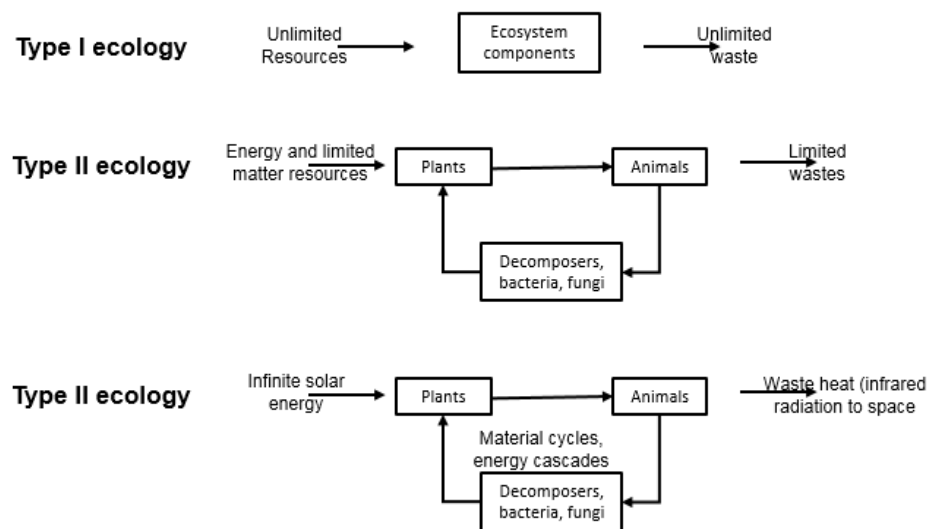 Type I ecology
Unlimited
Resources
Ecosystem
components
Unlimited
waste
Type II ecology
Energy and limited
matter resources
Plants
Animals
Limited
wastes
Decomposers,
bacteria, fungi
Type II ecology
Infinite solar
energy
Plants
Animals
Waste heat (infrared
radiation to space
Material cycles,
energy cascades
Decomposers,
bacteria, fungi